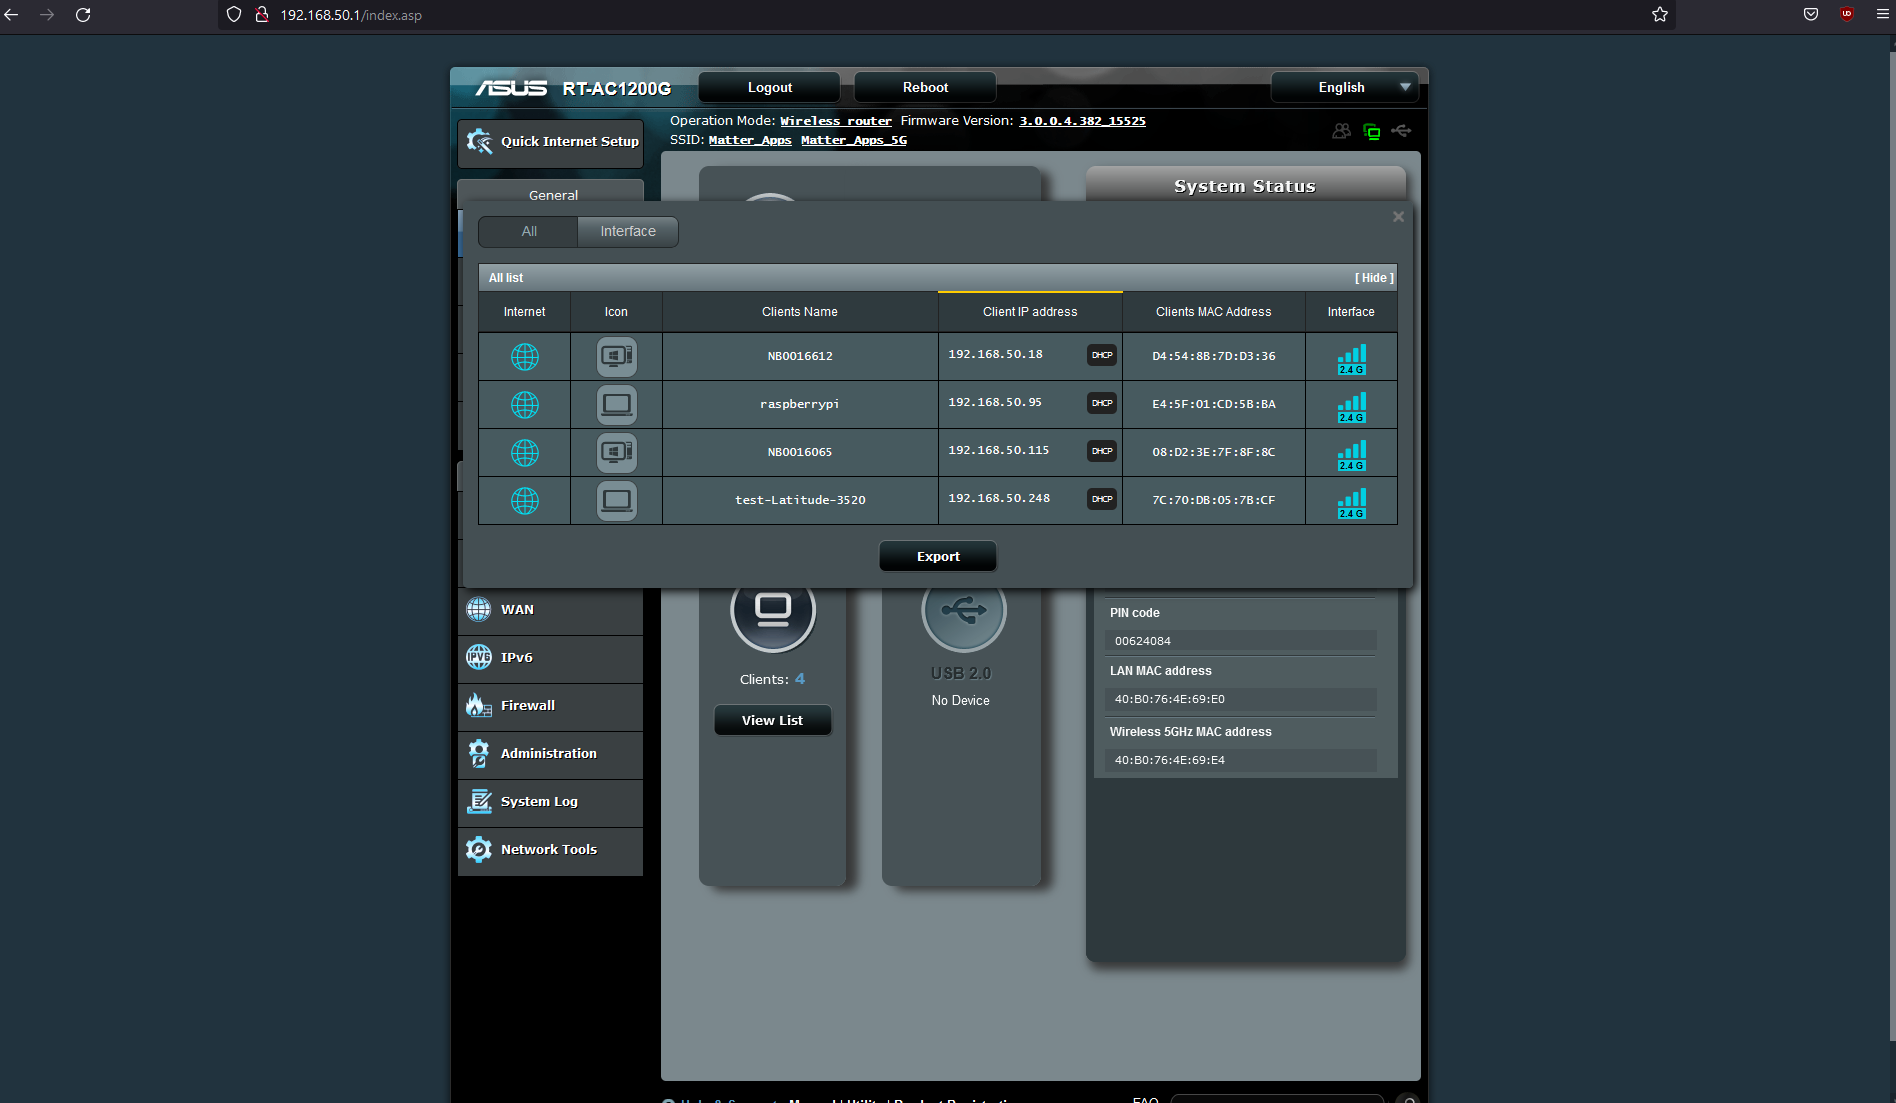 192.168.50.1/index.asp
ASUS RT-AC1200G Logout Reboot English
Operation Mode: Wireless router Firmware Version: 3.0.0.4.382_15525
SSID: Matter_Apps Matter_Apps_5G
Quick Internet Setup
General
System Status
All Interface
All list [ Hide ]
Internet Icon Clients Name Client IP address Clients MAC Address Interface
NB0016612 192.168.50.18 DHCP D4:54:8B:7D:D3:36 2.4 G
raspberrypi 192.168.50.95 DHCP E4:5F:01:CD:5B:BA 2.4 G
NB0016065 192.168.50.115 DHCP 08:D2:3E:7F:8F:8C 2.4 G
test-Latitude-3520 192.168.50.248 DHCP 7C:70:DB:05:7B:CF 2.4 G
Export
WAN
IPv6
Firewall
Administration
System Log
Network Tools
Clients: 4
View List
USB 2.0
No Device
PIN code
00624084
LAN MAC address
40:B0:76:4E:69:E0
Wireless 5GHz MAC address
40:B0:76:4E:69:E4
Help & Support Manual | Utility | Product Registration FAQ